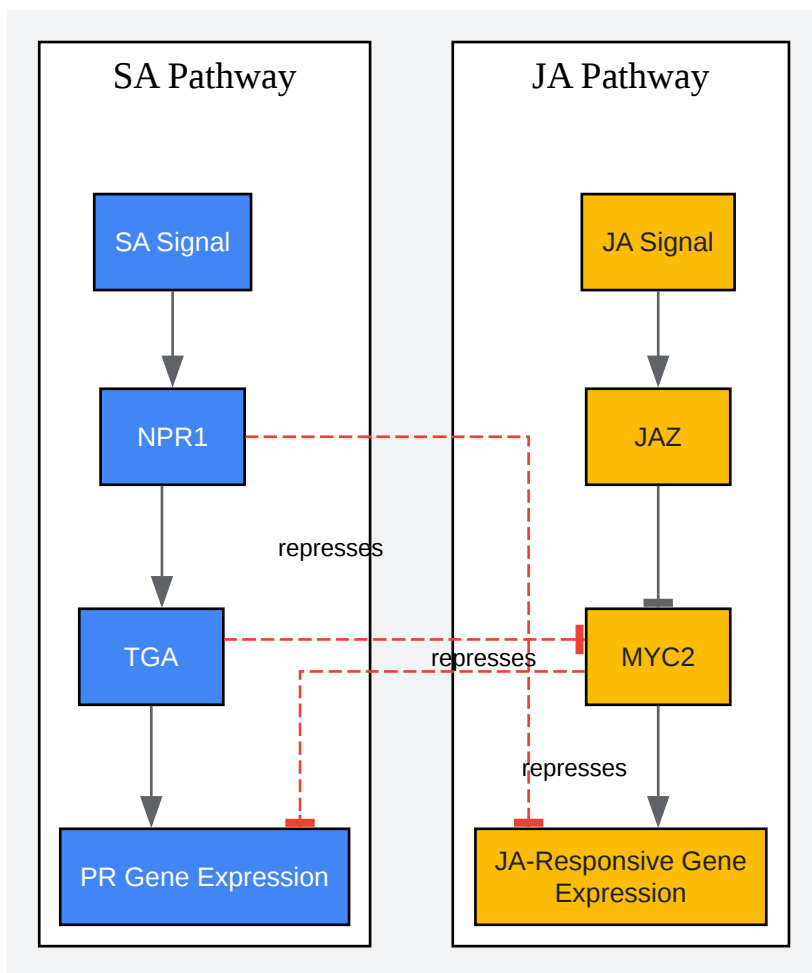 SA Pathway
JA Pathway
SA Signal
JA Signal
NPR1
JAZ
represses
TGA
represses
MYC2
represses
PR Gene Expression
JA-Responsive Gene
Expression